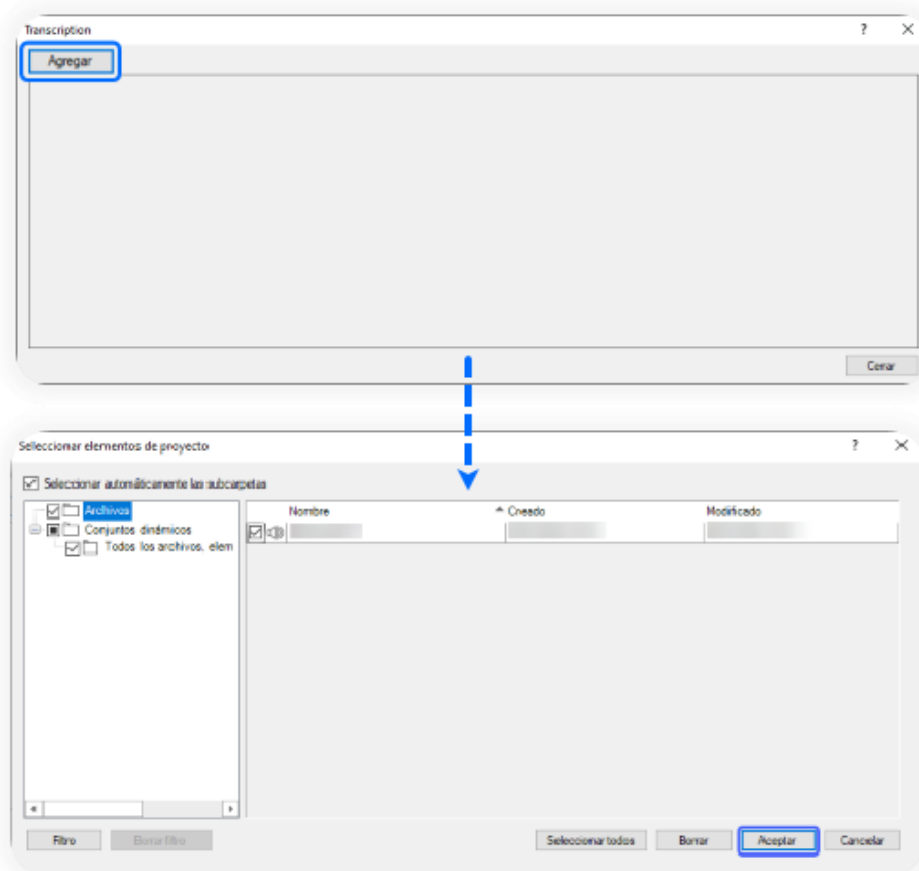 Transcription
Agregar
Cerrar
Seleccionar elementos de proyecto
Seleccionar automáticamente las subcarpetas
Archivos
Conjuntos dinámicos
Todos los archivos, elem
Nombre Creado Modificado
Filtro Borrar filtro Seleccionar todos Borrar Aceptar Cancelar